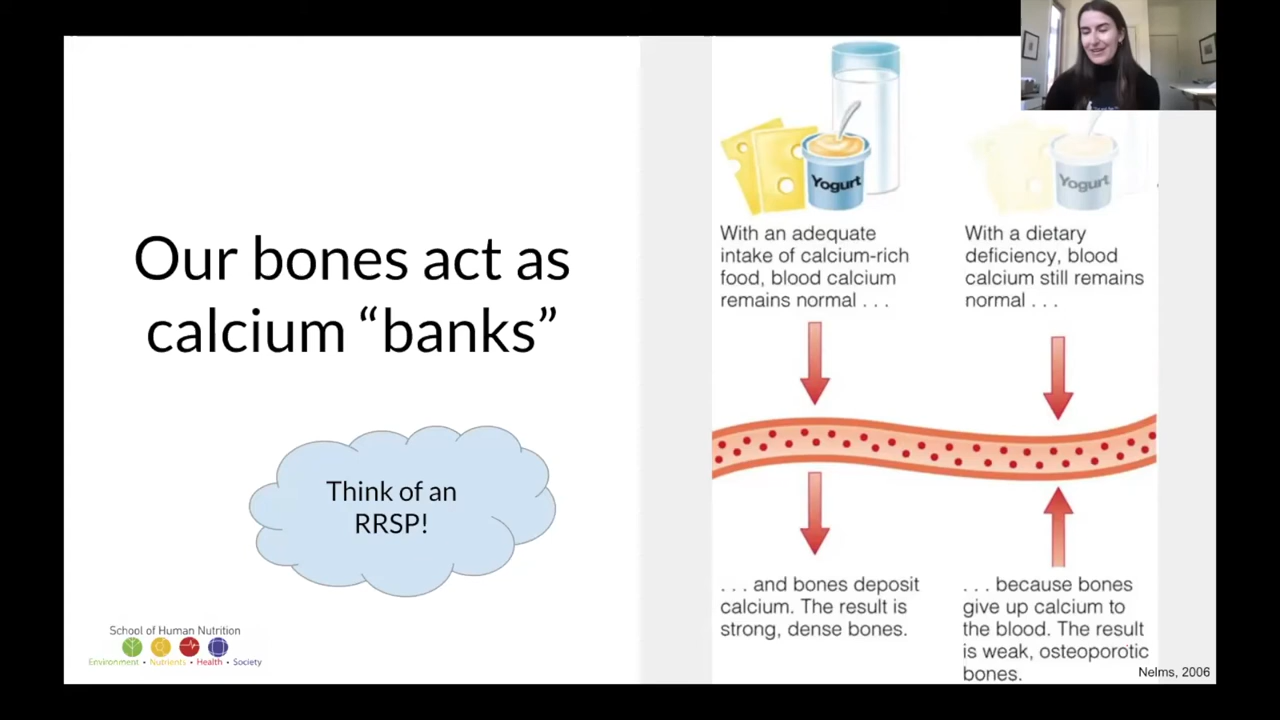 Our bones act as
calcium “banks”
Think of an
RRSP!
School of Human Nutrition
Environment • Nutrients • Health • Society
Yogurt
With an adequate
intake of calcium-rich
food, blood calcium
remains normal . . .
. . . and bones deposit
calcium. The result is
strong, dense bones.
Yogurt
With a dietary
deficiency, blood
calcium still remains
normal . . .
. . . because bones
give up calcium to
the blood. The result
is weak, osteoporotic
bones.
Nelms, 2006